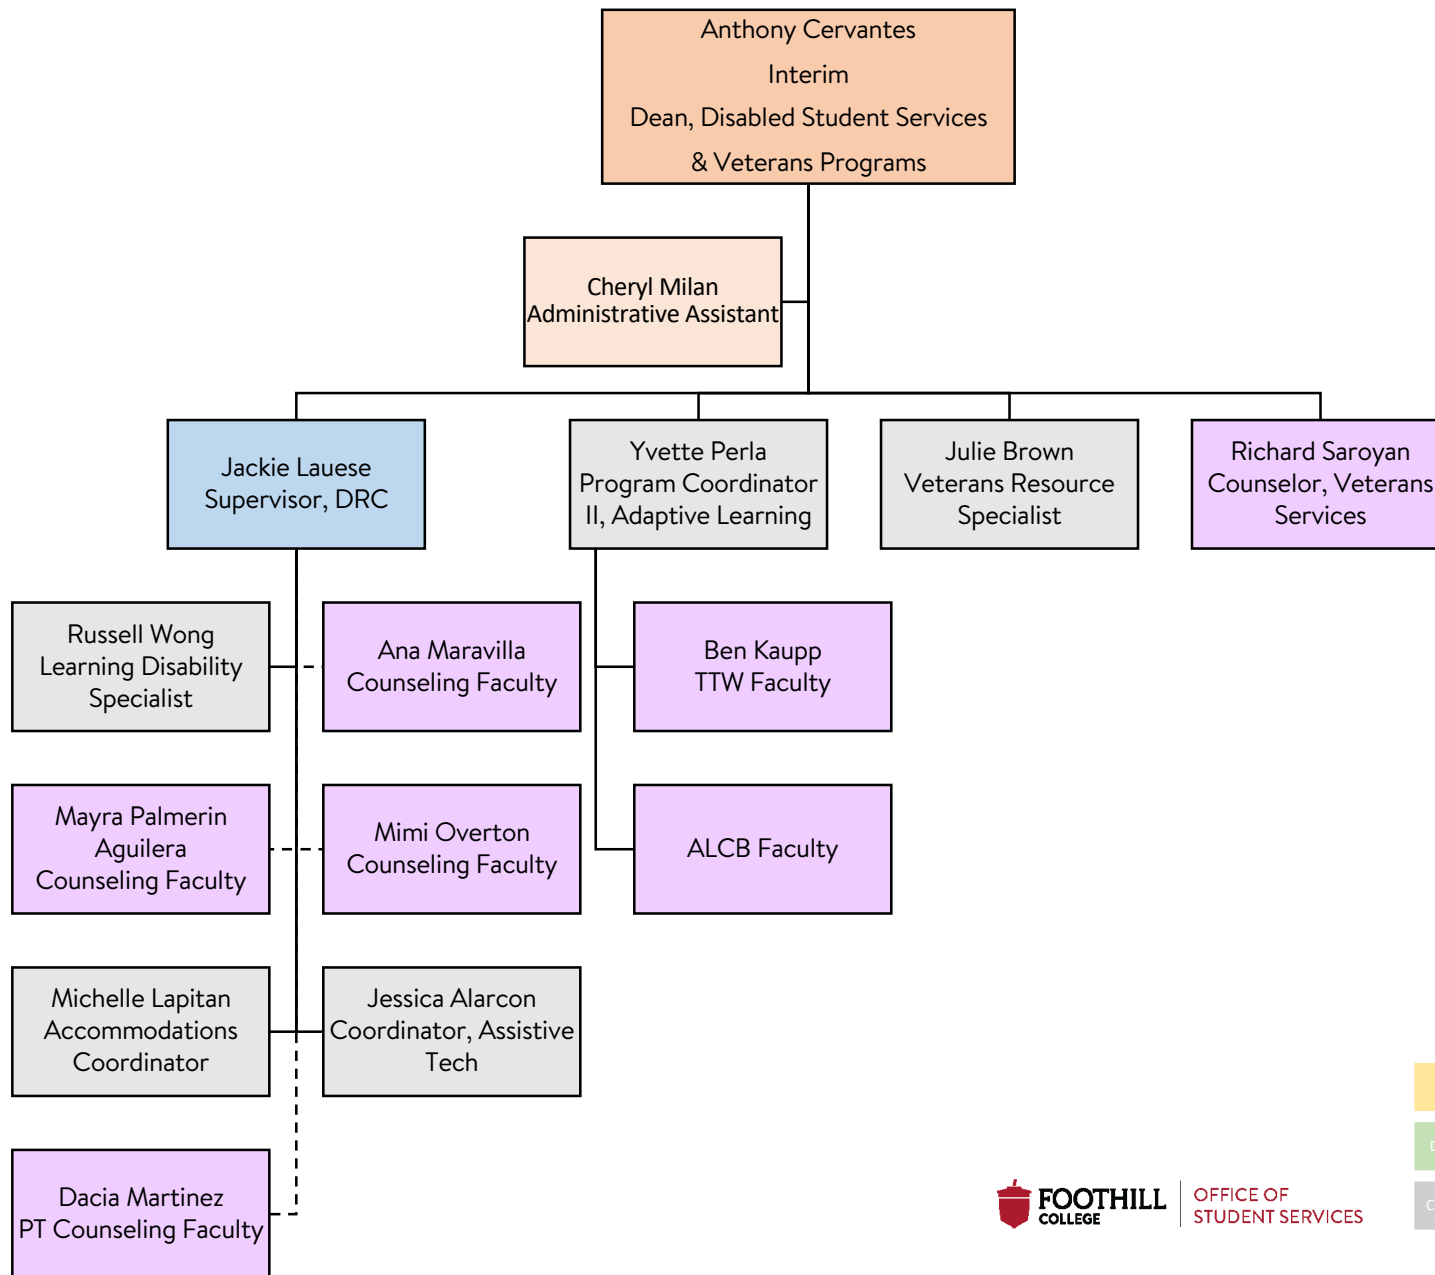 Anthony Cervantes
Interim
Dean, Disabled Student Services
& Veterans Programs
Cheryl Milan
Administrative Assistant
Jackie Lauese
Supervisor, DRC
Yvette Perla
Program Coordinator
II, Adaptive Learning
Julie Brown
Veterans Resource
Specialist
Richard Saroyan
Counselor, Veterans
Services
Russell Wong
Learning Disability
Specialist
Ana Maravilla
Counseling Faculty
Ben Kaupp
TTW Faculty
Mayra Palmerin
Aguilera
Counseling Faculty
Mimi Overton
Counseling Faculty
ALCB Faculty
Michelle Lapitan
Accommodations
Coordinator
Jessica Alarcon
Coordinator, Assistive
Tech
Dacia Martinez
PT Counseling Faculty
FOOTHILL
COLLEGE
OFFICE OF
STUDENT SERVICES